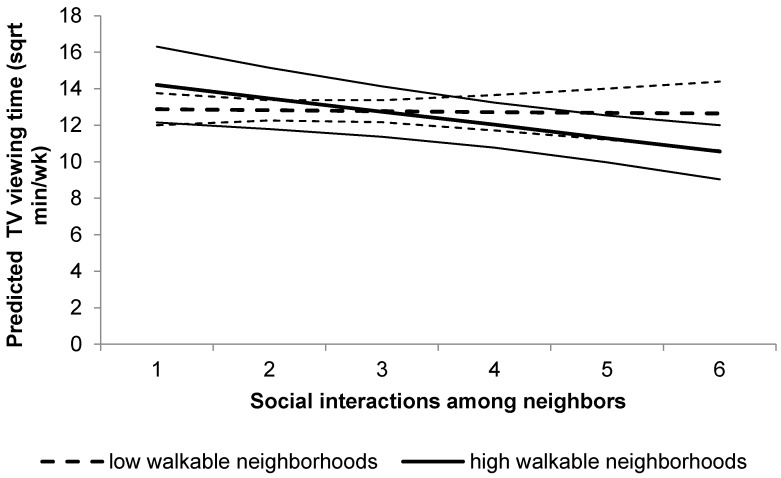 Predicted TV viewing time (sqrt
min/wk)
18
16
14
12
10
8
6
4
2
0
1 2 3 4 5 6
Social interactions among neighbors
low walkable neighborhoods high walkable neighborhoods